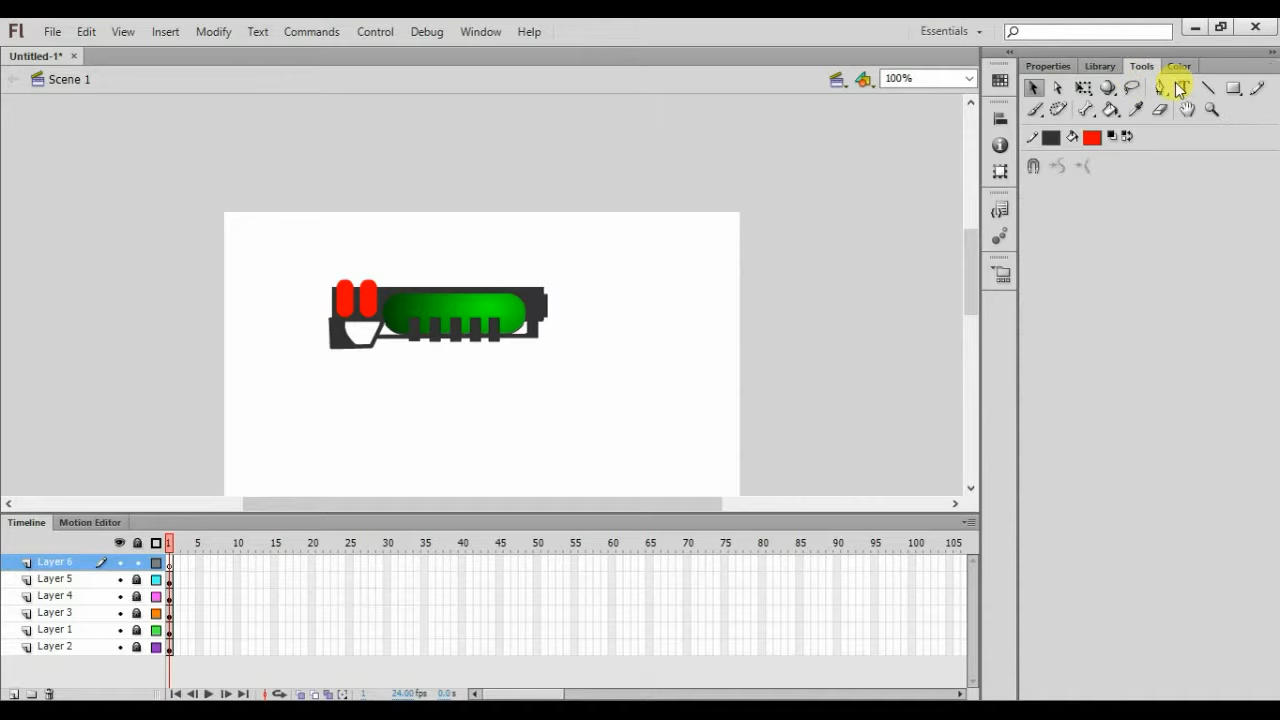 Fl File Edit View Insert Modify Text Commands Control Debug Window Help Essentials
Untitled-1* ×
Scene 1 100%
Properties Library Tools Color
Timeline Motion Editor
1 5 10 15 20 25 30 35 40 45 50 55 60 65 70 75 80 85 90 95 100 105
Layer 6
Layer 5
Layer 4
Layer 3
Layer 1
Layer 2
1 24.00 fps 0.0 s